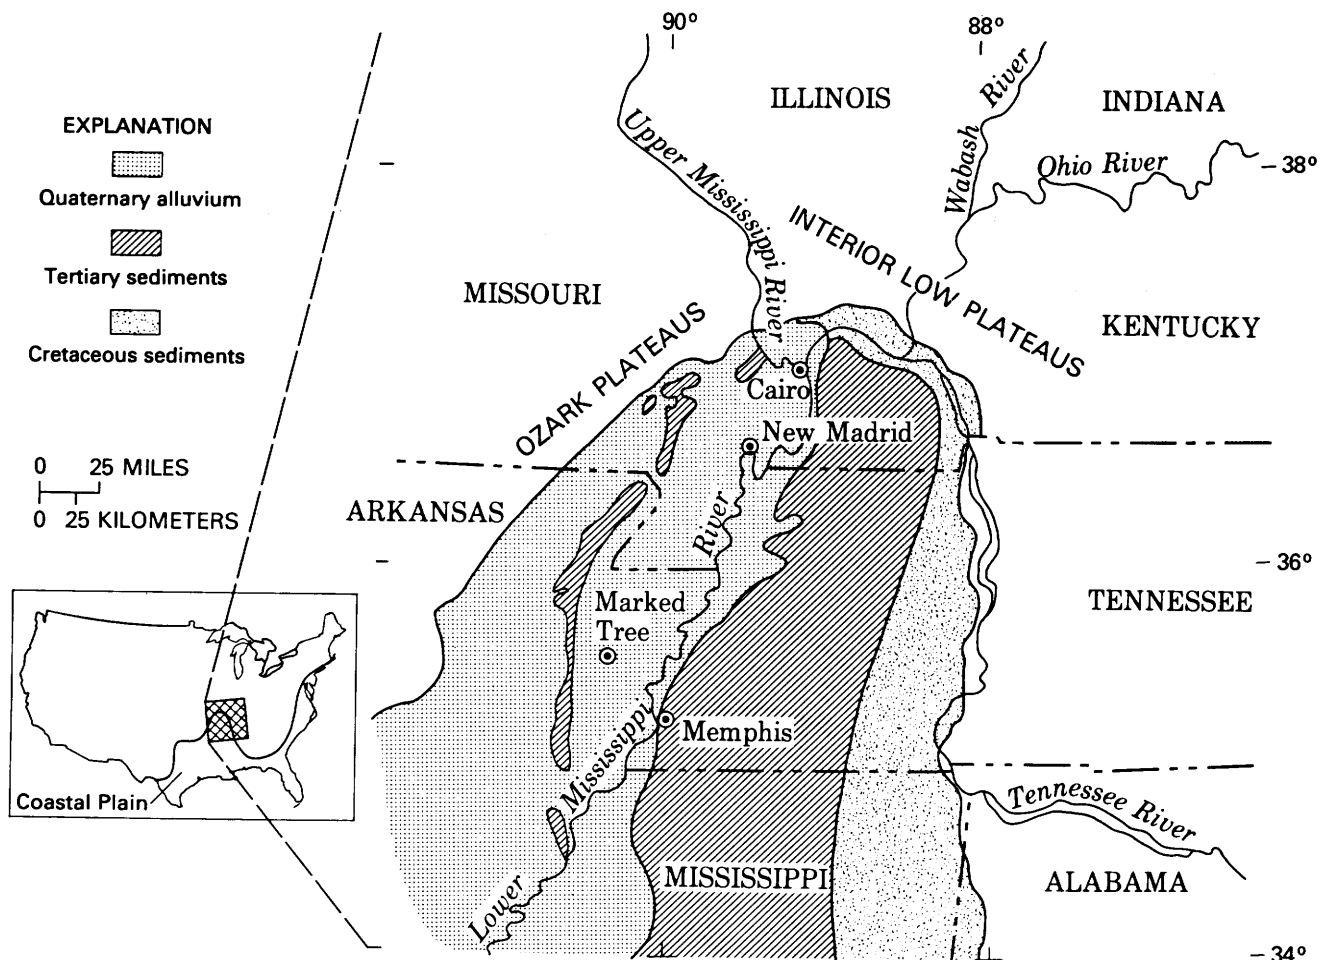 90°
88°
ILLINOIS
INDIANA
Wabash River
Upper Mississippi River
Ohio River
38°
EXPLANATION
Quaternary alluvium
Tertiary sediments
Cretaceous sediments
INTERIOR LOW PLATEAUS
MISSOURI
KENTUCKY
OZARK PLATEAUS
Cairo
New Madrid
0 25 MILES
0 25 KILOMETERS
ARKANSAS
36°
TENNESSEE
Marked
Tree
Memphis
Lower Mississippi River
Coastal Plain
Tennessee River
MISSISSIPPI
ALABAMA
34°